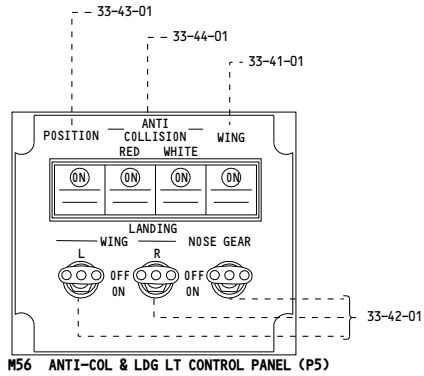 33-43-01
33-44-01
33-41-01
ANTI
POSITION COLLISION WING
RED WHITE
ON ON ON ON
LANDING
WING NOSE GEAR
L R
OFF OFF
ON ON
33-42-01
M56 ANTI-COL & LDG LT CONTROL PANEL (P5)